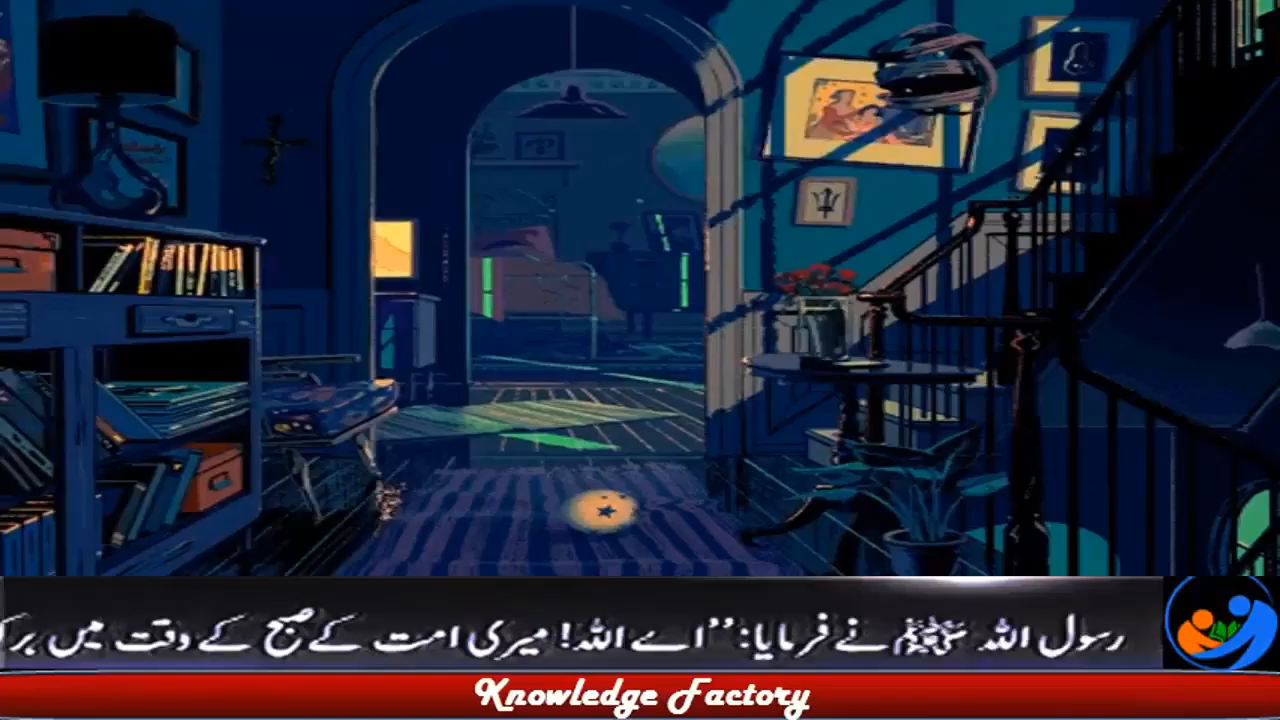 رسول اللہ ﷺ نے فرمایا: ’’اے اللہ! میری امت کے صبح کے وقت میں
Knowledge Factory